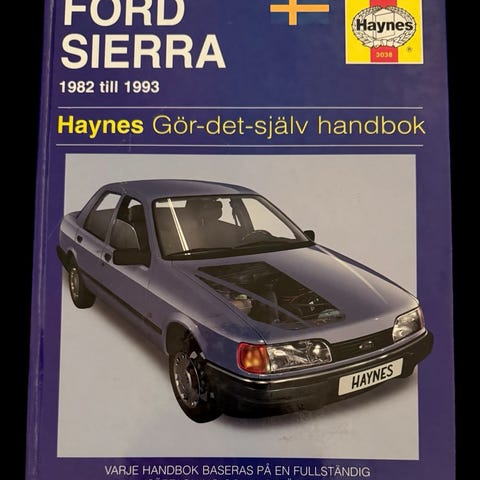 FORD
SIERRA
1982 till 1993
Haynes
3038
®
Haynes Gör-det-själv handbok
HAYNES
VARJE HANDBOK BASERAS PÅ EN FULLSTÄNDIG